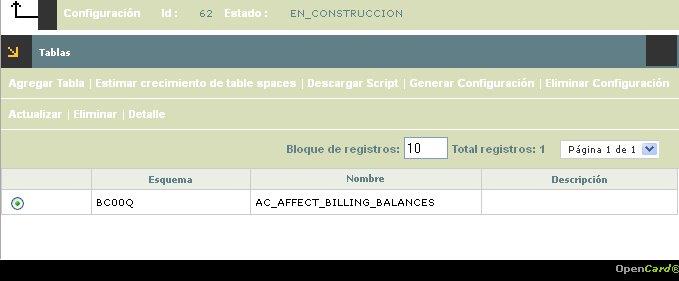 Configuración Id : 62 Estado : EN_CONSTRUCCION
Tablas
Agregar Tabla | Estimar crecimiento de table spaces | Descargar Script | Generar Configuración | Eliminar Configuración
Actualizar | Eliminar | Detalle
Bloque de registros: 10 Total registros: 1 Página 1 de 1
Esquema Nombre Descripción
BC00Q AC_AFFECT_BILLING_BALANCES
OpenCard®